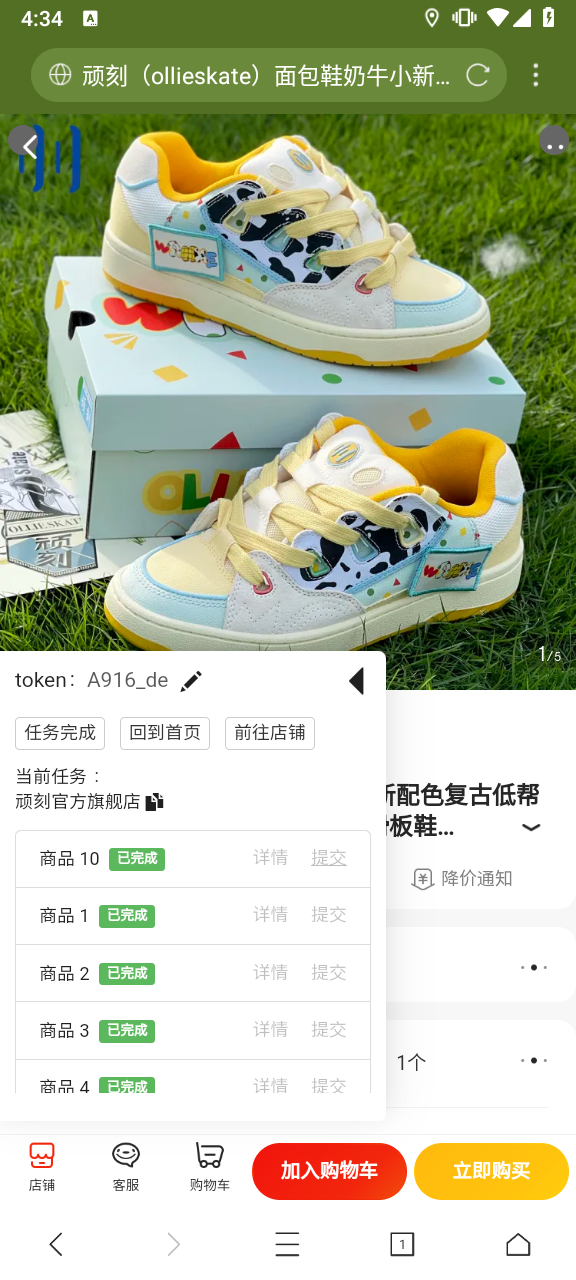 4:34
A
顽刻（ollieskate）面包鞋奶牛小新...
OLLIESKATE
顽刻
1/5
token： A916_de
任务完成 回到首页 前往店铺
当前任务：
顽刻官方旗舰店
新配色复古低帮
滑板鞋...
降价通知
商品 10 已完成 详情 提交
商品 1 已完成 详情 提交
商品 2 已完成 详情 提交
商品 3 已完成 详情 提交
1个
商品 4 已完成 详情 提交
店铺 客服 购物车 加入购物车 立即购买
1